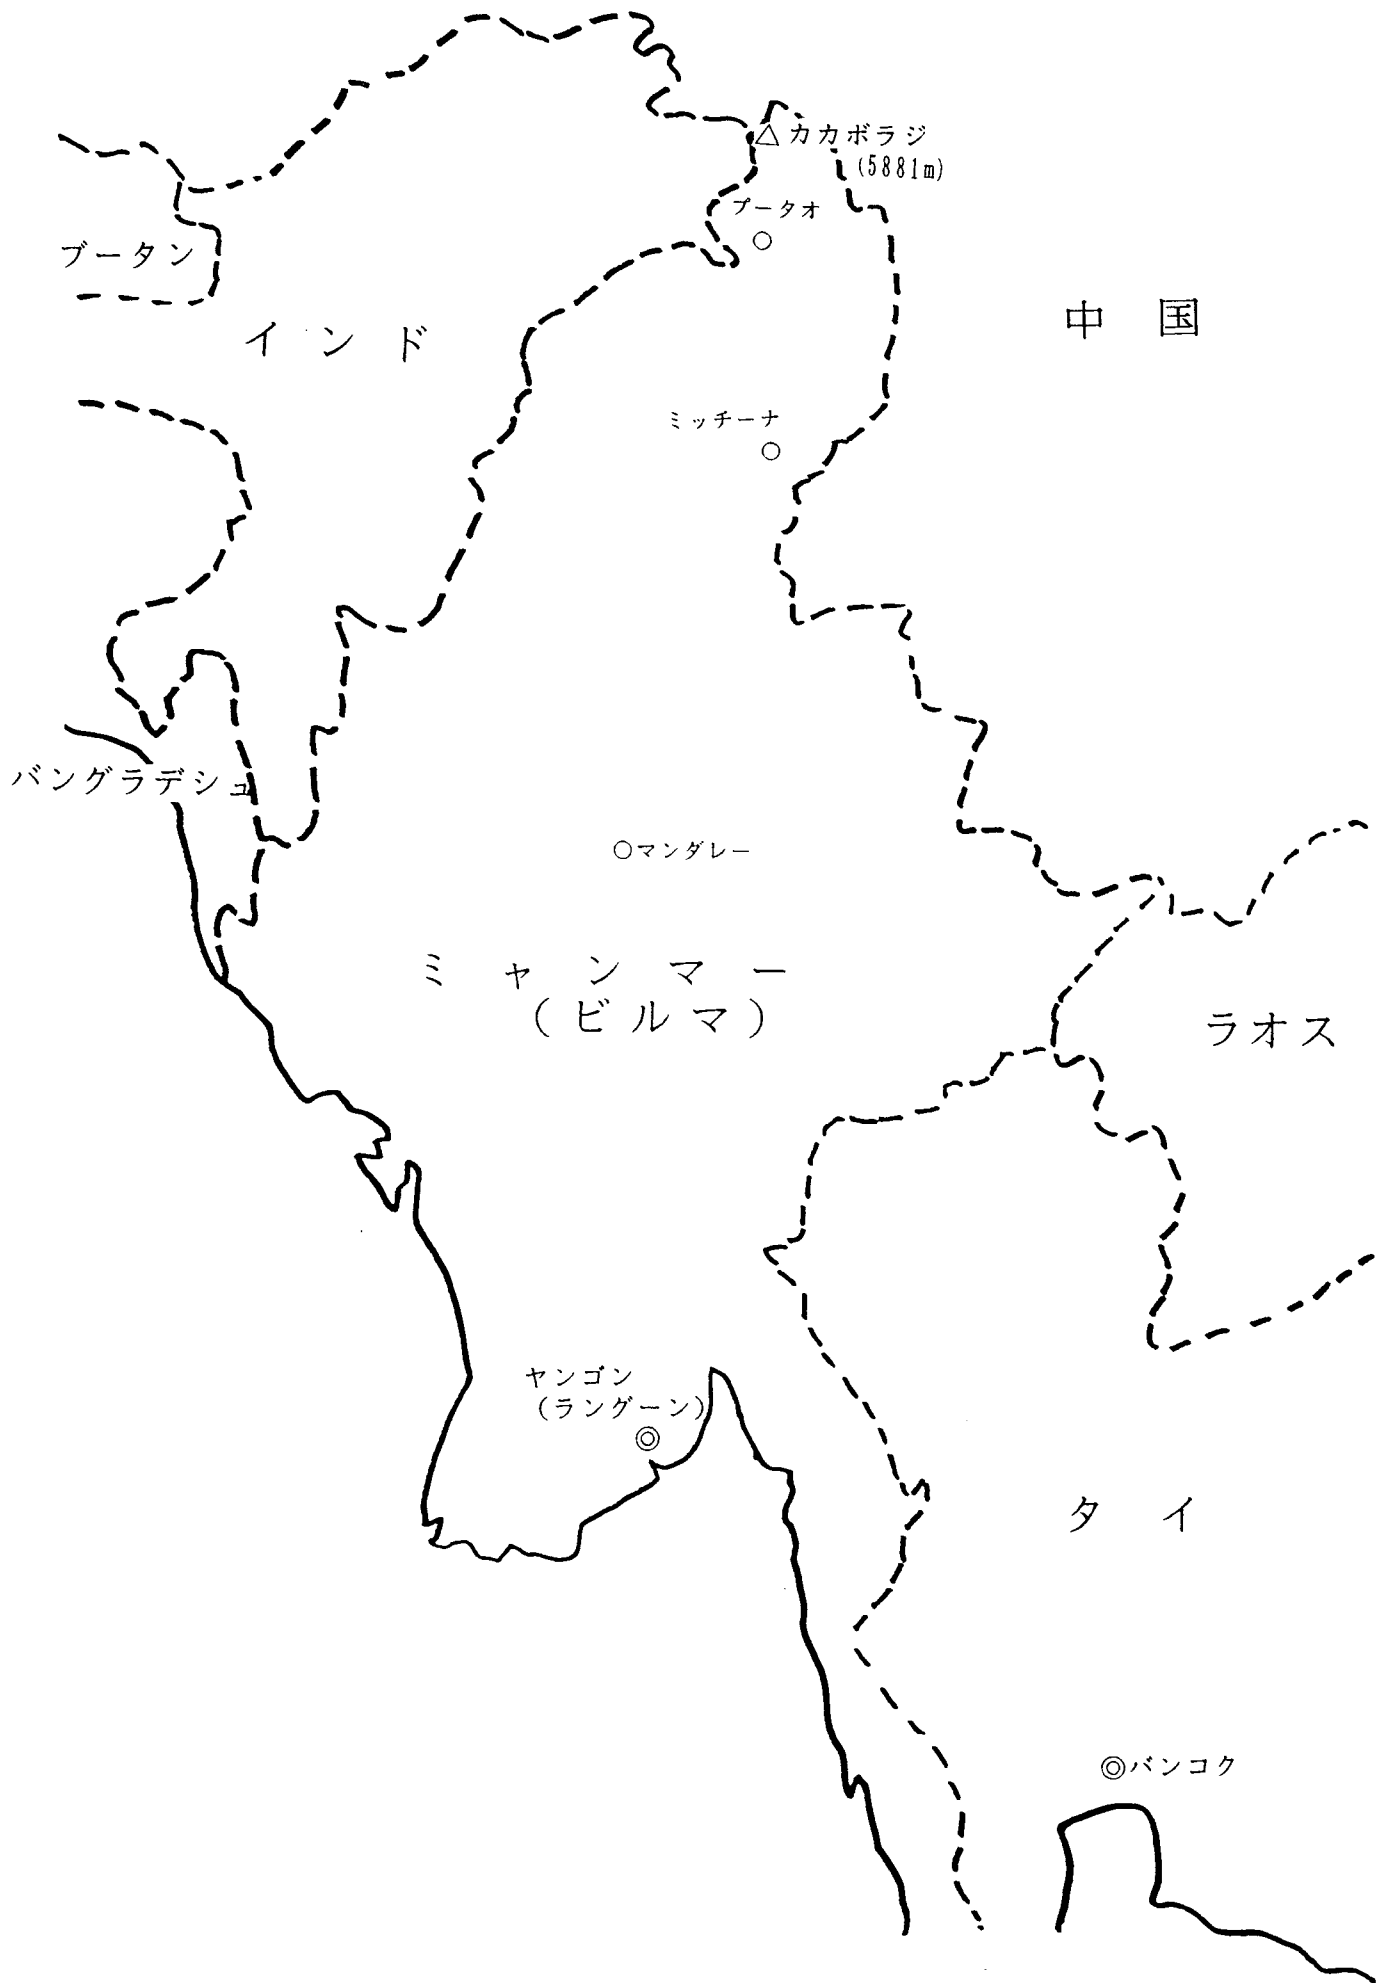 カカボラジ
(5881m)
プータオ
ブータン
インド
中国
ミッチーナ
バングラデシュ
マンダレー
ミャンマー
(ビルマ)
ラオス
ヤンゴン
(ラングーン)
タイ
バンコク